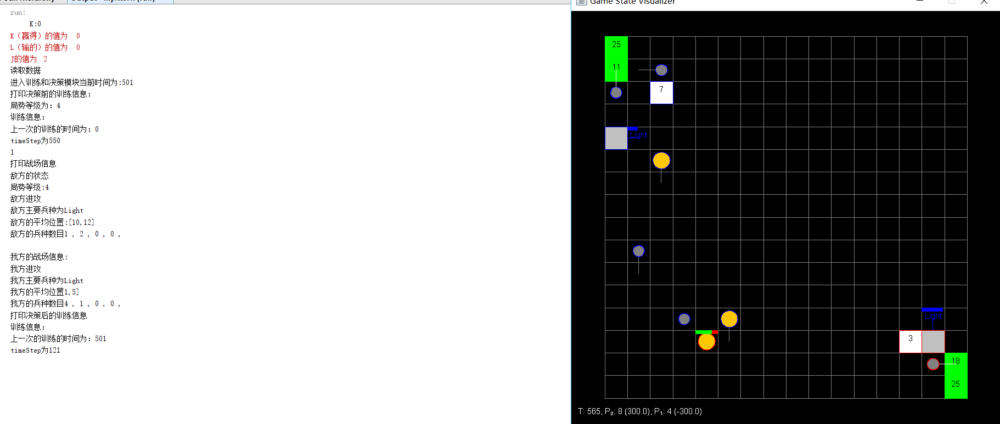 run:
K:0
K（赢得）的值为  0
L（输的）的值为  0
J的值为  2
读取数据
进入训练和决策模块当前时间为:501
打印决策前的训练信息：
局势等级为：4
训练信息：
上一次的训练的时间为：0
timeStep为550
1
打印战场信息
敌方的状态
局势等级:4
敌方进攻
敌方主要兵种为Light
敌方的平均位置:[10,12]
敌方的兵种数目1 , 2 , 0 , 0 ,
我方的战场信息:
我方进攻
我方主要兵种为Light
我方的平均位置1,5]
我方的兵种数目4 , 1 , 0 , 0 ,
打印决策后的训练信息
训练信息：
上一次的训练的时间为：501
timeStep为121
Game State Visualizer
25
11
7
Light
Light
3
18
25
T: 565, P₀: 8 (300.0), P₁: 4 (-300.0)